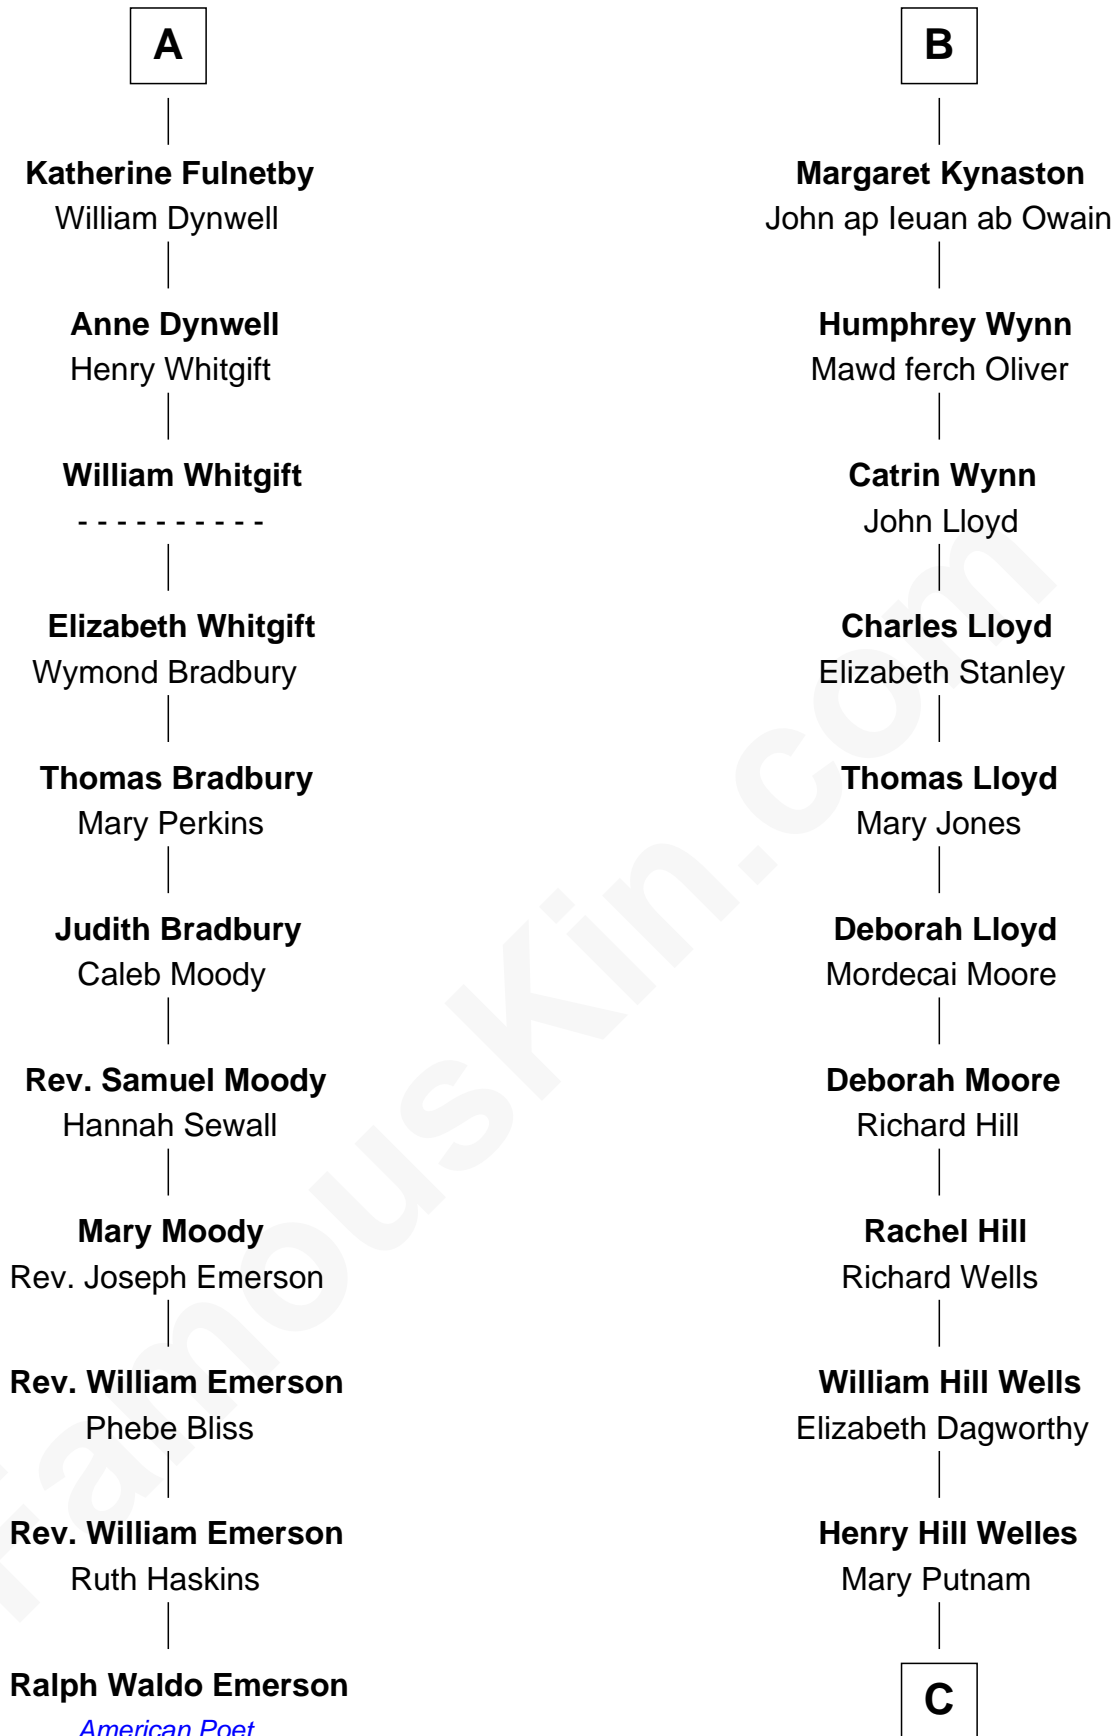 A
Katherine Fulnetby
William Dynwell
Anne Dynwell
Henry Whitgift
William Whitgift
- - - - - - - - - -
Elizabeth Whitgift
Wymond Bradbury
Thomas Bradbury
Mary Perkins
Judith Bradbury
Caleb Moody
Rev. Samuel Moody
Hannah Sewall
Mary Moody
Rev. Joseph Emerson
Rev. William Emerson
Phebe Bliss
Rev. William Emerson
Ruth Haskins
Ralph Waldo Emerson
American Poet
B
Margaret Kynaston
John ap Ieuan ab Owain
Humphrey Wynn
Mawd ferch Oliver
Catrin Wynn
John Lloyd
Charles Lloyd
Elizabeth Stanley
Thomas Lloyd
Mary Jones
Deborah Lloyd
Mordecai Moore
Deborah Moore
Richard Hill
Rachel Hill
Richard Wells
William Hill Wells
Elizabeth Dagworthy
Henry Hill Welles
Mary Putnam
C
FamousKin.com